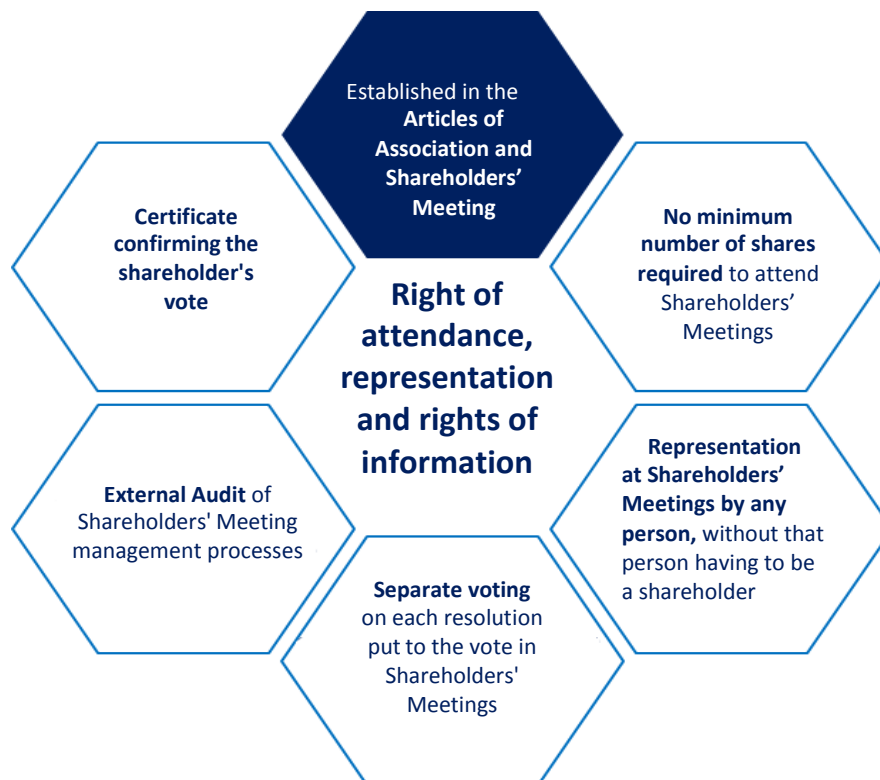 Established in the
Articles of
Association and
Shareholders’
Meeting
No minimum
number of shares
required to attend
Shareholders’
Meetings
Representation
at Shareholders’
Meetings by any
person, without that
person having to be
a shareholder
Separate voting
on each resolution
put to the vote in
Shareholders'
Meetings
External Audit of
Shareholders' Meeting
management processes
Certificate
confirming the
shareholder's
vote
Right of
attendance,
representation
and rights of
information